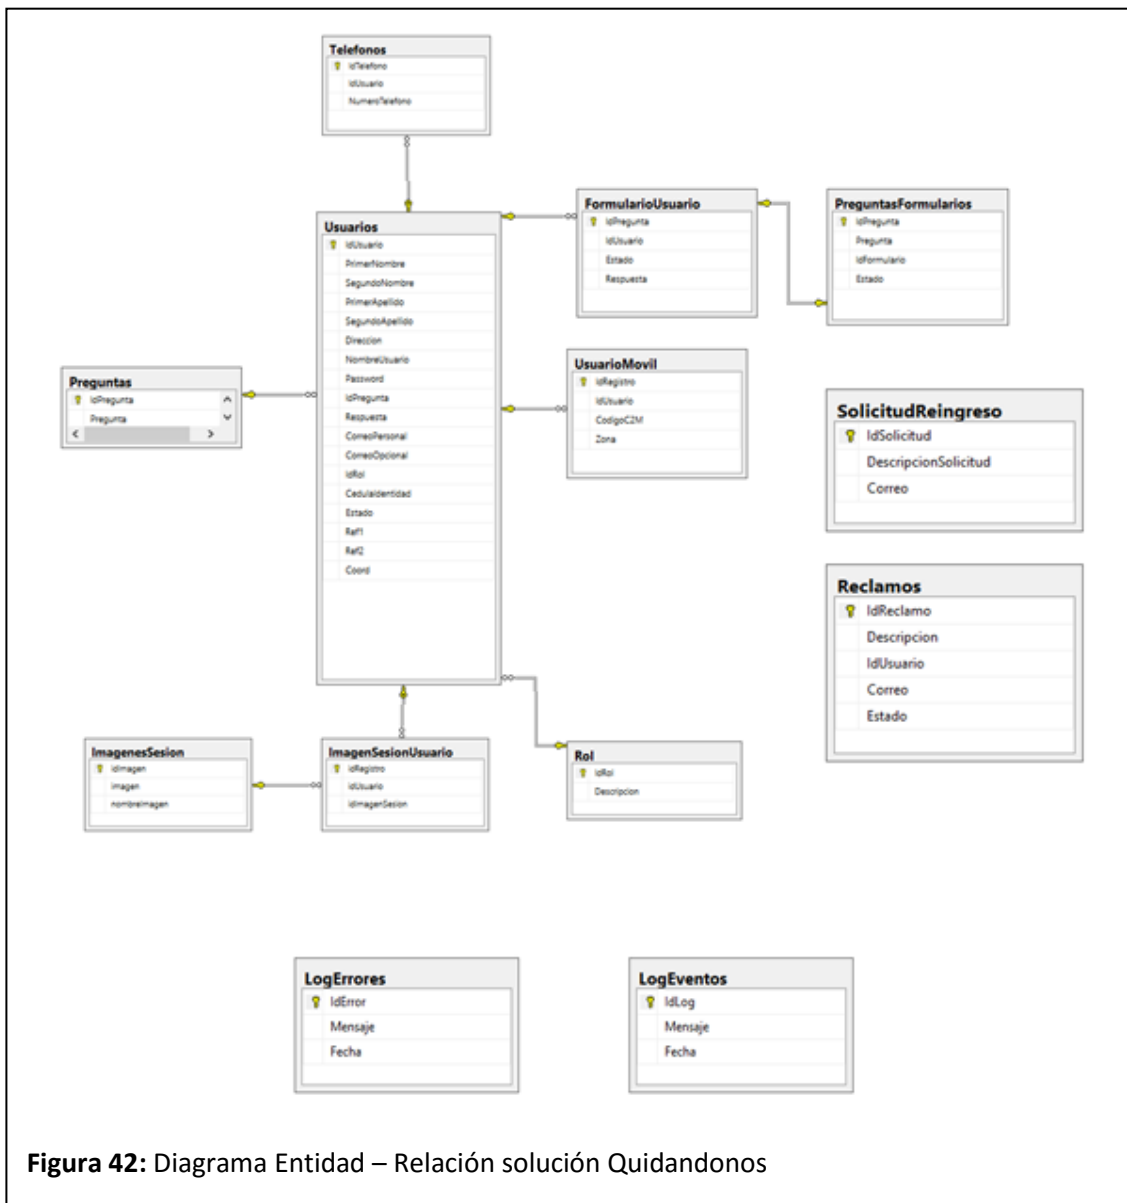 Telefonos
IdTelefono
IdUsuario
NumeroTelefono
Usuarios
IdUsuario
PrimerNombre
SegundoNombre
PrimerApellido
SegundoApellido
Direccion
NombreUsuario
Password
IdPregunta
Respuesta
CorreoPersonal
CorreoOpcional
IdRol
CedulaIdentidad
Estado
Ref1
Ref2
Coord
FormularioUsuario
IdPregunta
IdUsuario
Estado
Respuesta
PreguntasFormularios
IdPregunta
Pregunta
IdFormulario
Estado
Preguntas
IdPregunta
Pregunta
UsuarioMovil
IdRegistro
IdUsuario
CodigoC2M
Zona
SolicitudReingreso
IdSolicitud
DescripcionSolicitud
Correo
Reclamos
IdReclamo
Descripcion
IdUsuario
Correo
Estado
ImagenesSesion
idImagen
imagen
nombreImagen
ImagenSesionUsuario
idRegistro
idUsuario
idImagenSesion
Rol
IdRol
Descripcion
LogErrores
IdError
Mensaje
Fecha
LogEventos
IdLog
Mensaje
Fecha
Figura 42: Diagrama Entidad – Relación solución Quidandonos